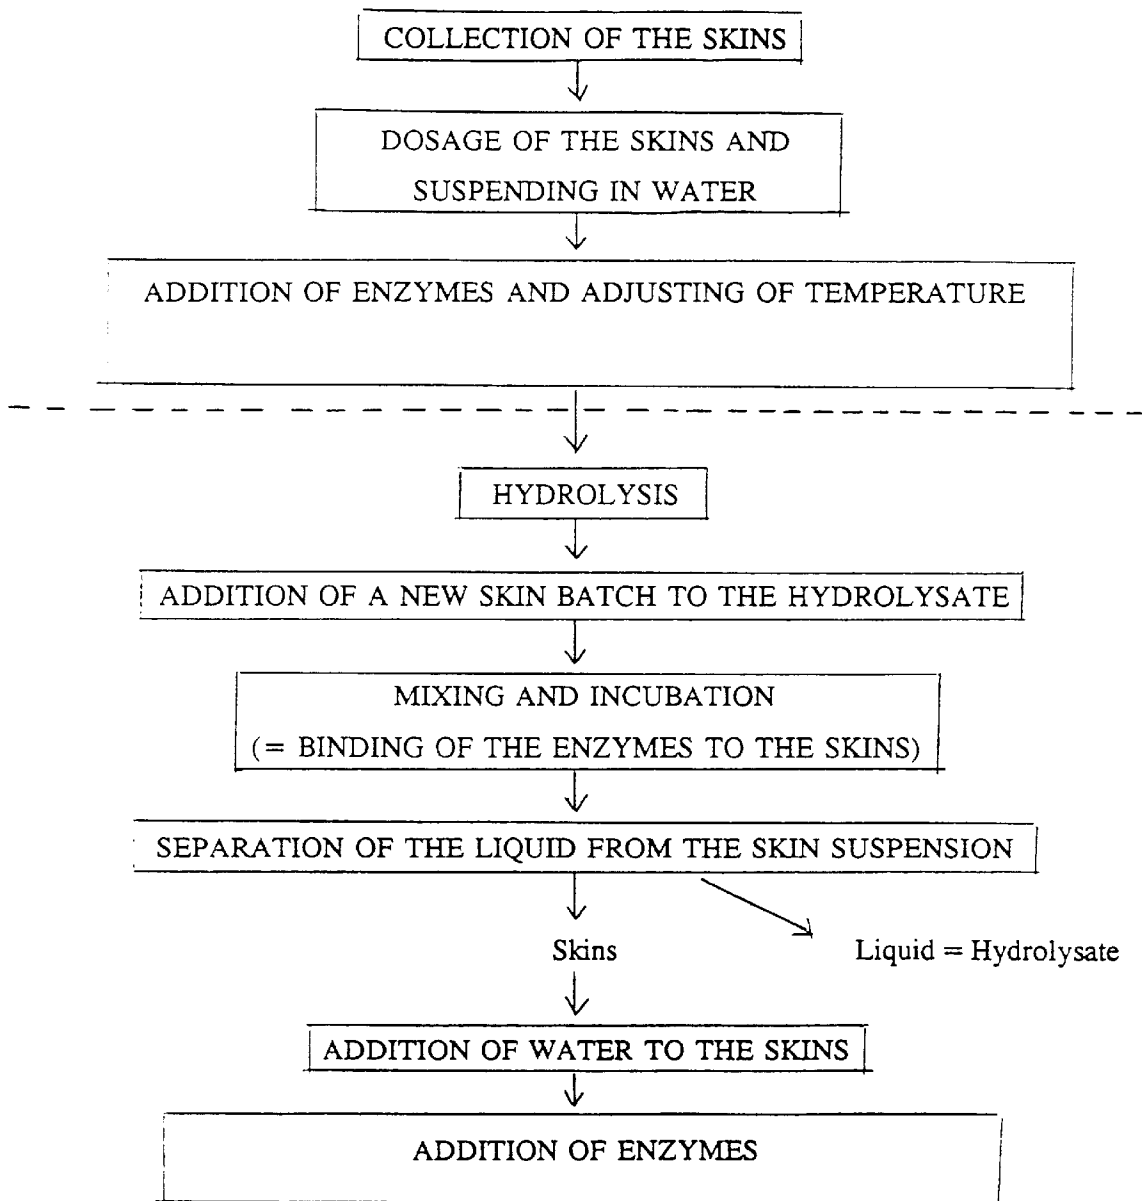 COLLECTION OF THE SKINS
DOSAGE OF THE SKINS AND
SUSPENDING IN WATER
ADDITION OF ENZYMES AND ADJUSTING OF TEMPERATURE
HYDROLYSIS
ADDITION OF A NEW SKIN BATCH TO THE HYDROLYSATE
MIXING AND INCUBATION
(= BINDING OF THE ENZYMES TO THE SKINS)
SEPARATION OF THE LIQUID FROM THE SKIN SUSPENSION
Skins
Liquid = Hydrolysate
ADDITION OF WATER TO THE SKINS
ADDITION OF ENZYMES